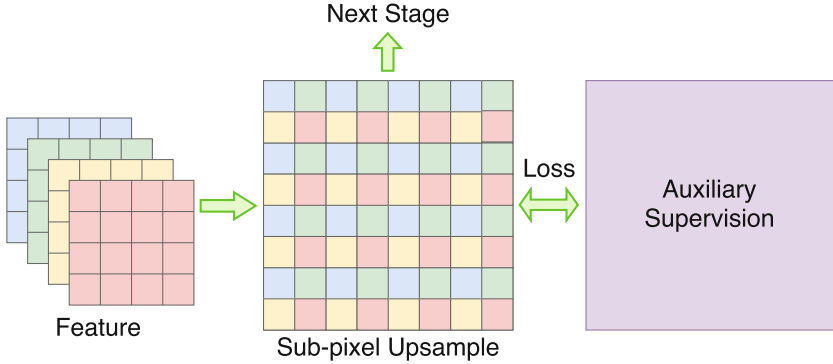 Next Stage
Loss
Auxiliary
Supervision
Feature
Sub-pixel Upsample